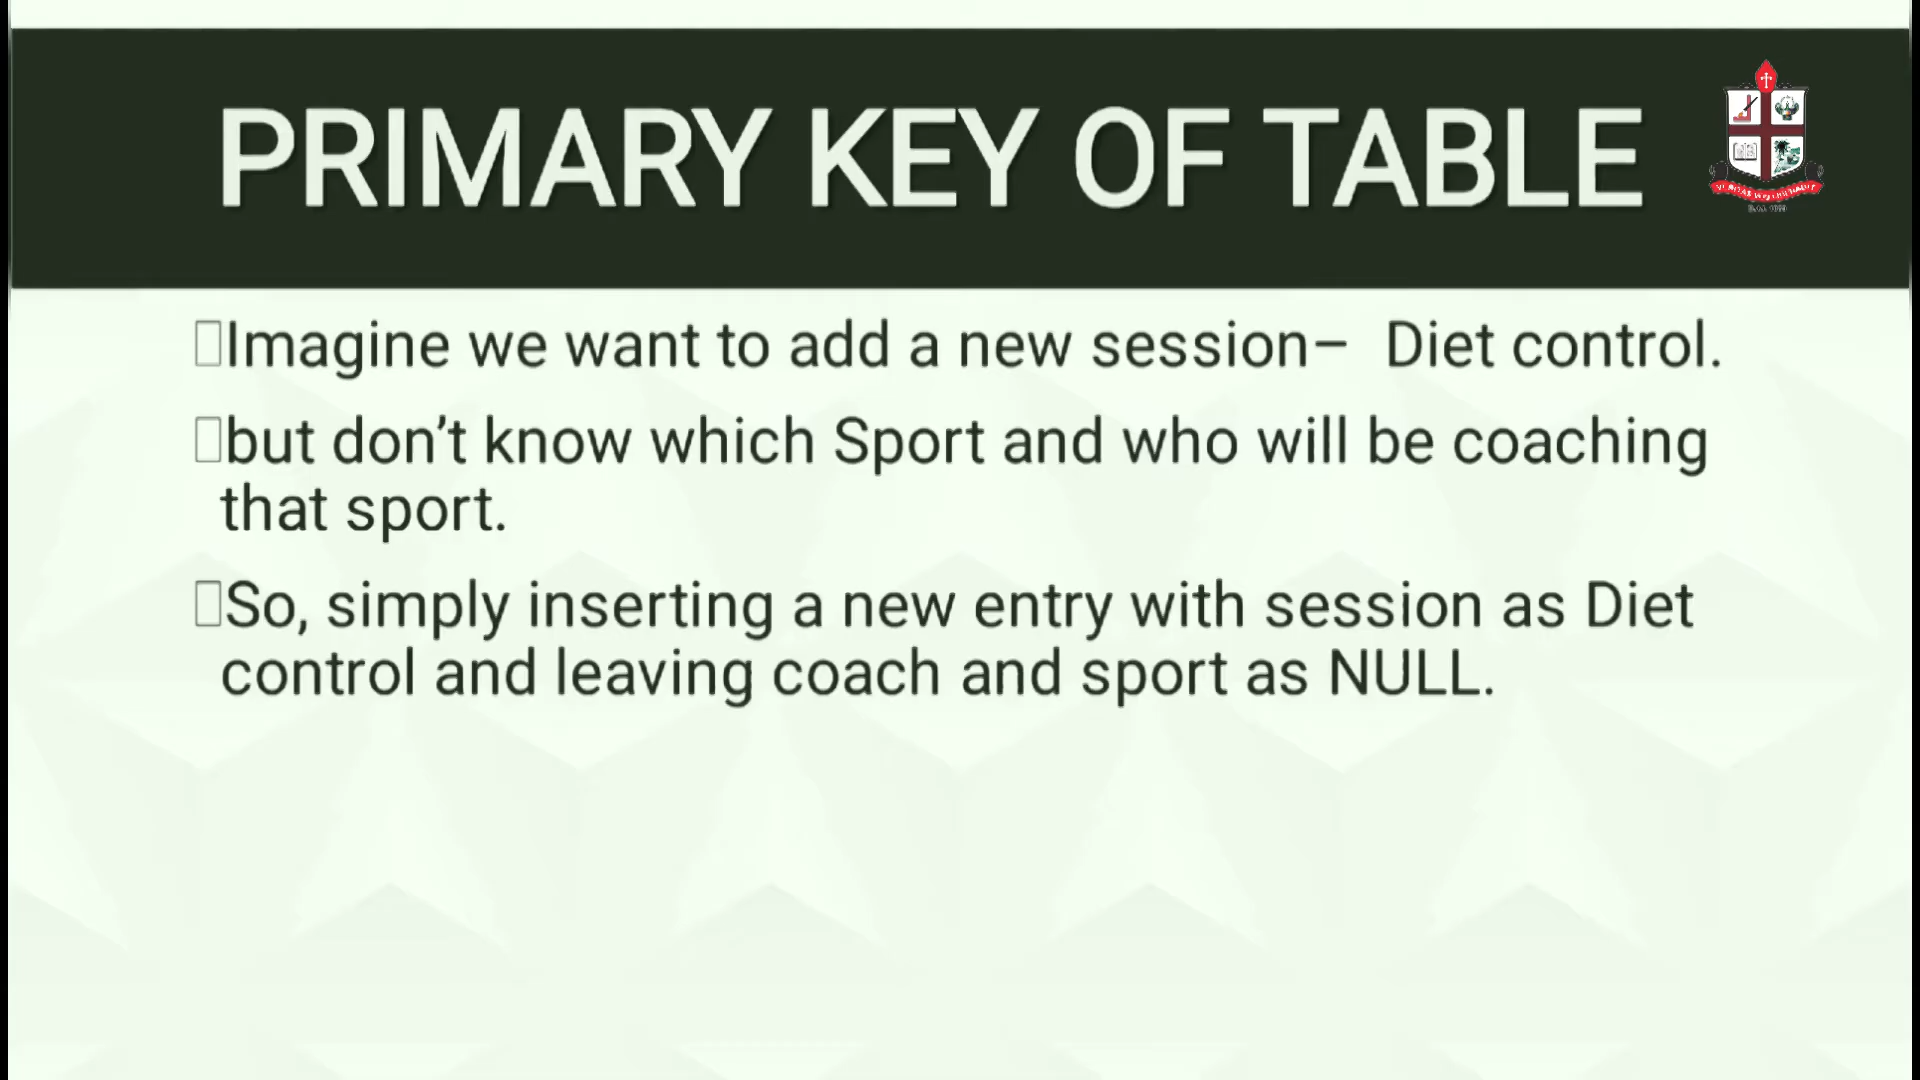 PRIMARY KEY OF TABLE
Imagine we want to add a new session– Diet control.
but don’t know which Sport and who will be coaching
that sport.
So, simply inserting a new entry with session as Diet
control and leaving coach and sport as NULL.